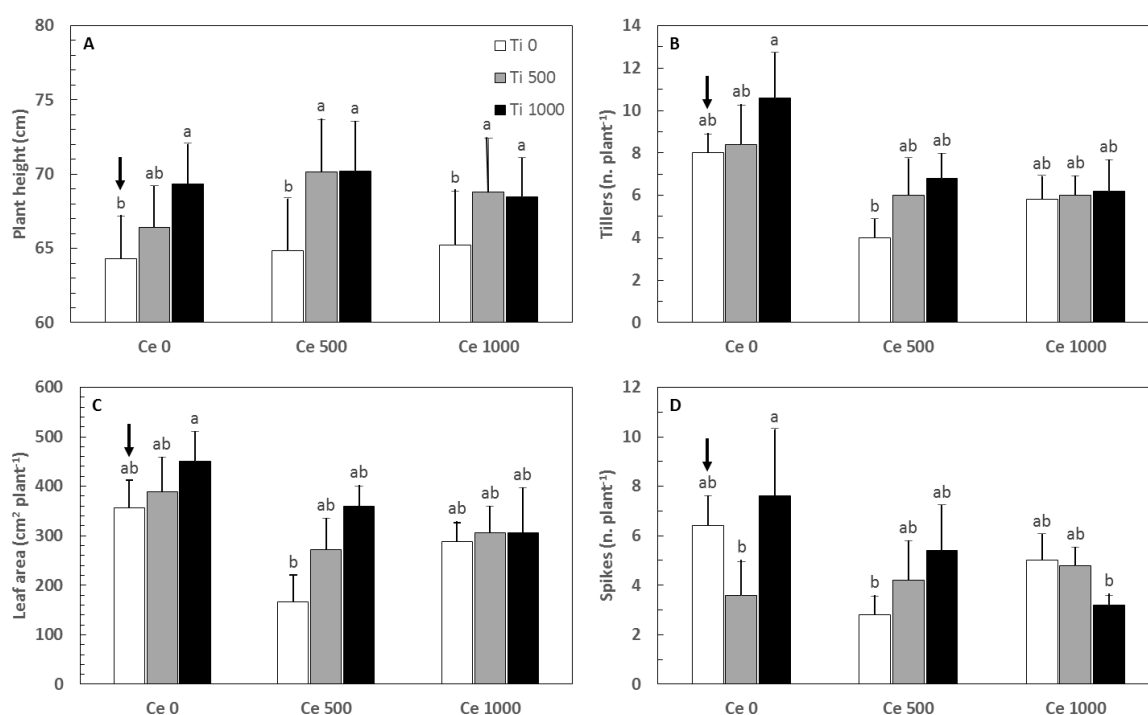 A
Plant height (cm)
80
75
70
65
60
Ti 0
Ti 500
Ti 1000
b
ab
a
b
a
a
b
a
a
Ce 0
Ce 500
Ce 1000
B
Tillers (n. plant⁻¹)
14
12
10
8
6
4
2
0
ab
ab
a
b
ab
ab
ab
ab
ab
Ce 0
Ce 500
Ce 1000
C
Leaf area (cm² plant⁻¹)
600
500
400
300
200
100
0
ab
ab
a
b
ab
ab
ab
ab
ab
Ce 0
Ce 500
Ce 1000
D
Spikes (n. plant⁻¹)
12
10
8
6
4
2
0
ab
b
a
b
ab
ab
ab
ab
b
Ce 0
Ce 500
Ce 1000